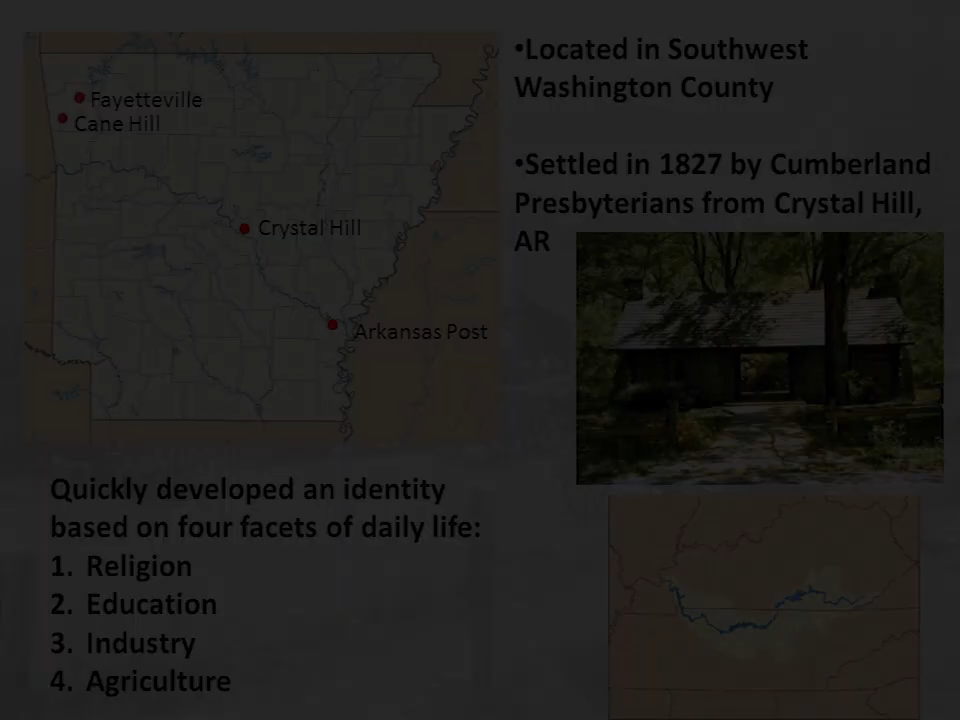 •Located in Southwest
Washington County
•Settled in 1827 by Cumberland
Presbyterians from Crystal Hill,
AR
Fayetteville
Cane Hill
Crystal Hill
Arkansas Post
Quickly developed an identity
based on four facets of daily life:
1. Religion
2. Education
3. Industry
4. Agriculture